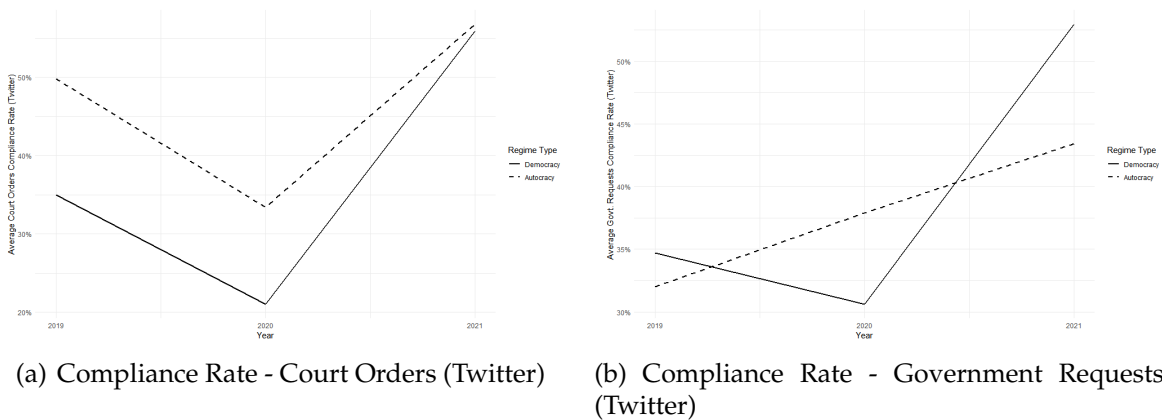 Average Court Orders Compliance Rate (Twitter)
50%
40%
30%
20%
2019
2020
2021
Year
Regime Type
Democracy
Autocracy
Average Govt. Requests Compliance Rate (Twitter)
50%
45%
40%
35%
30%
2019
2020
2021
Year
Regime Type
Democracy
Autocracy
(a) Compliance Rate - Court Orders (Twitter)
(b) Compliance Rate - Government Requests
(Twitter)